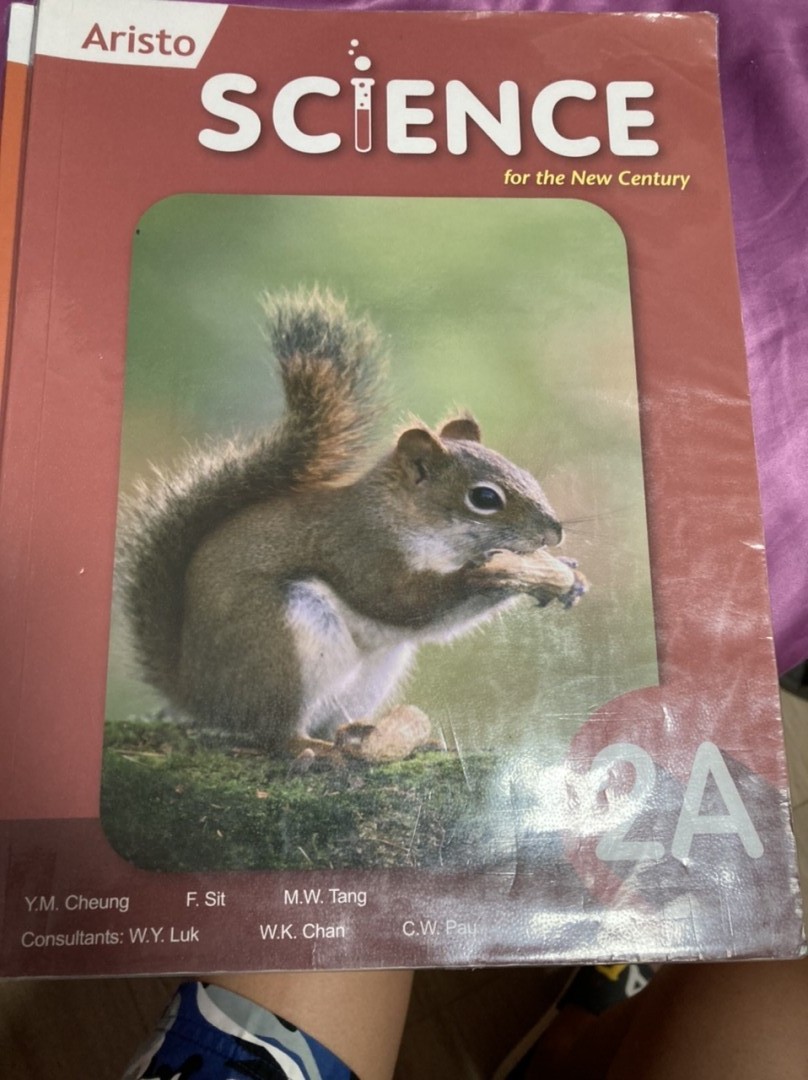 Aristo
SCIENCE
for the New Century
2A
Y.M. Cheung F. Sit M.W. Tang
Consultants: W.Y. Luk W.K. Chan C.W. Pau